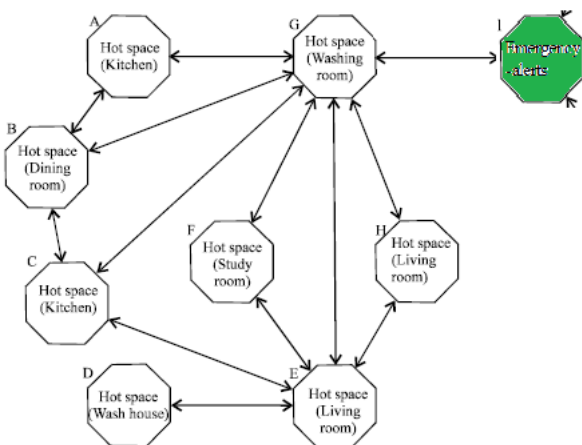 A
Hot space
(Kitchen)
G
Hot space
(Washing
room)
I
Emergency
-alerts
B
Hot space
(Dining
room)
C
Hot space
(Kitchen)
F
Hot space
(Study
room)
H
Hot space
(Living
room)
D
Hot space
(Wash house)
E
Hot space
(Living
room)